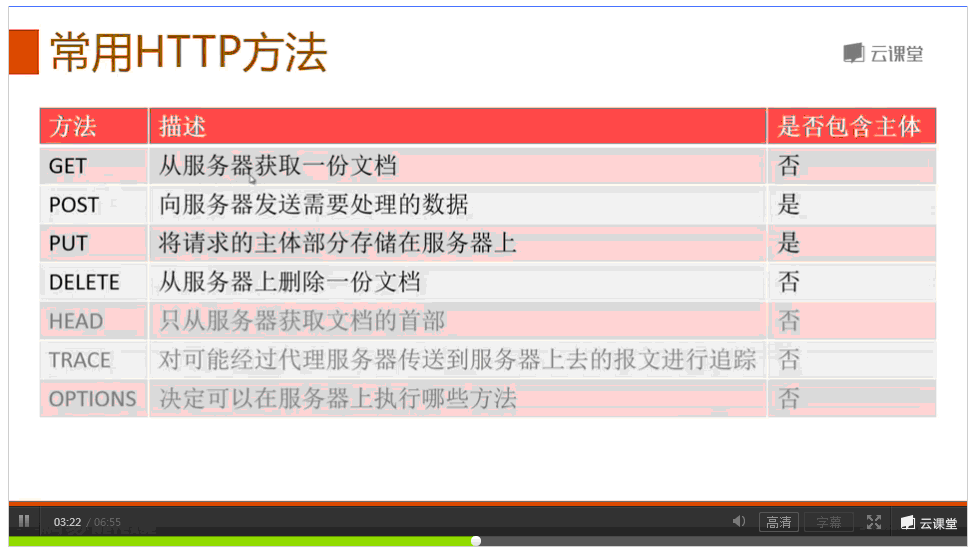 常用HTTP方法
云课堂
方法 描述 是否包含主体
GET 从服务器获取一份文档 否
POST 向服务器发送需要处理的数据 是
PUT 将请求的主体部分存储在服务器上 是
DELETE 从服务器上删除一份文档 否
HEAD 只从服务器获取文档的首部 否
TRACE 对可能经过代理服务器传送到服务器上去的报文进行追踪 否
OPTIONS 决定可以在服务器上执行哪些方法 否
03:22 / 06:55 高清 字幕 云课堂